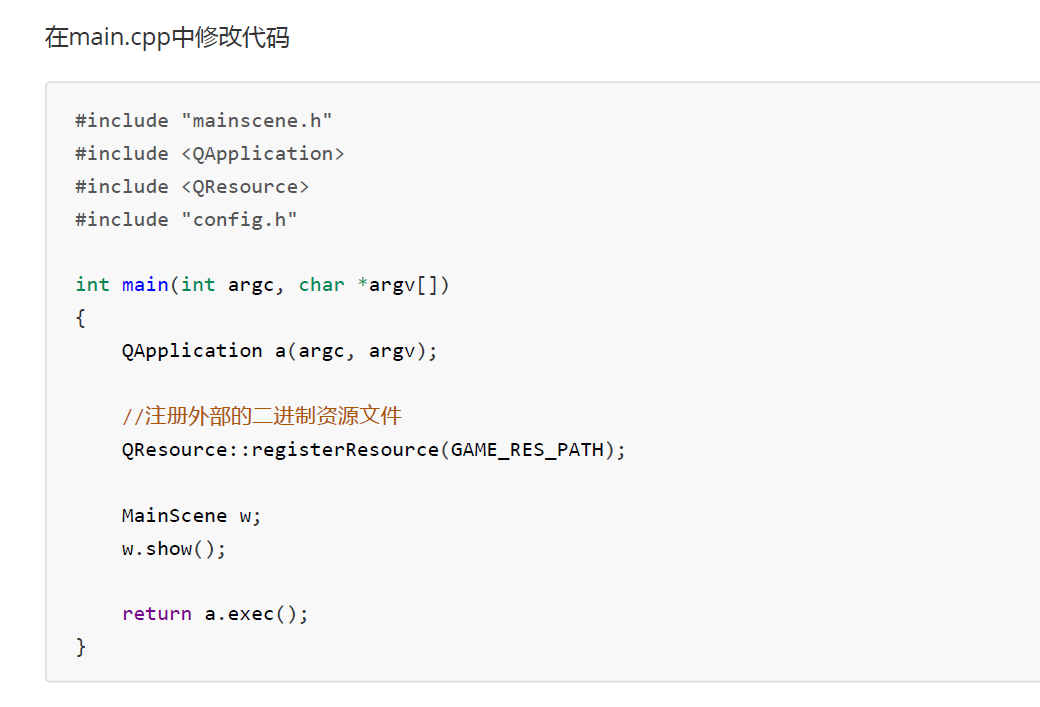 在main.cpp中修改代码
#include "mainscene.h"
#include <QApplication>
#include <QResource>
#include "config.h"
int main(int argc, char *argv[])
{
QApplication a(argc, argv);
//注册外部的二进制资源文件
QResource::registerResource(GAME_RES_PATH);
MainScene w;
w.show();
return a.exec();
}